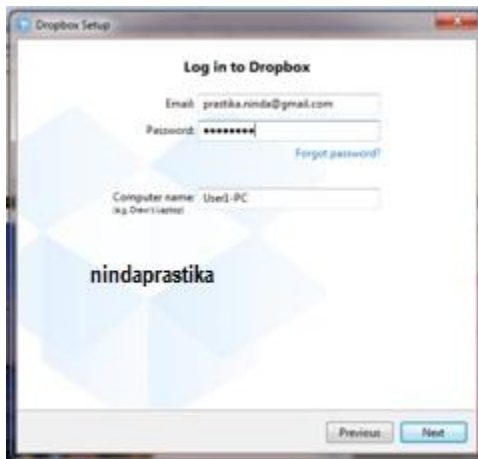 Dropbox Setup
Log in to Dropbox
Email: prastika.ninda@gmail.com
Password: ••••••••
Forgot password?
Computer name: User1-PC
(e.g. Drew's Laptop)
nindaprastika
Previous Next